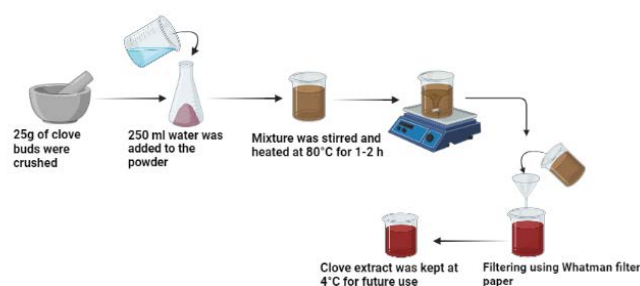 25g of clove
buds were
crushed
250 ml water was
added to the
powder
Mixture was stirred and
heated at 80°C for 1-2 h
Filtering using Whatman filter
paper
Clove extract was kept at
4°C for future use